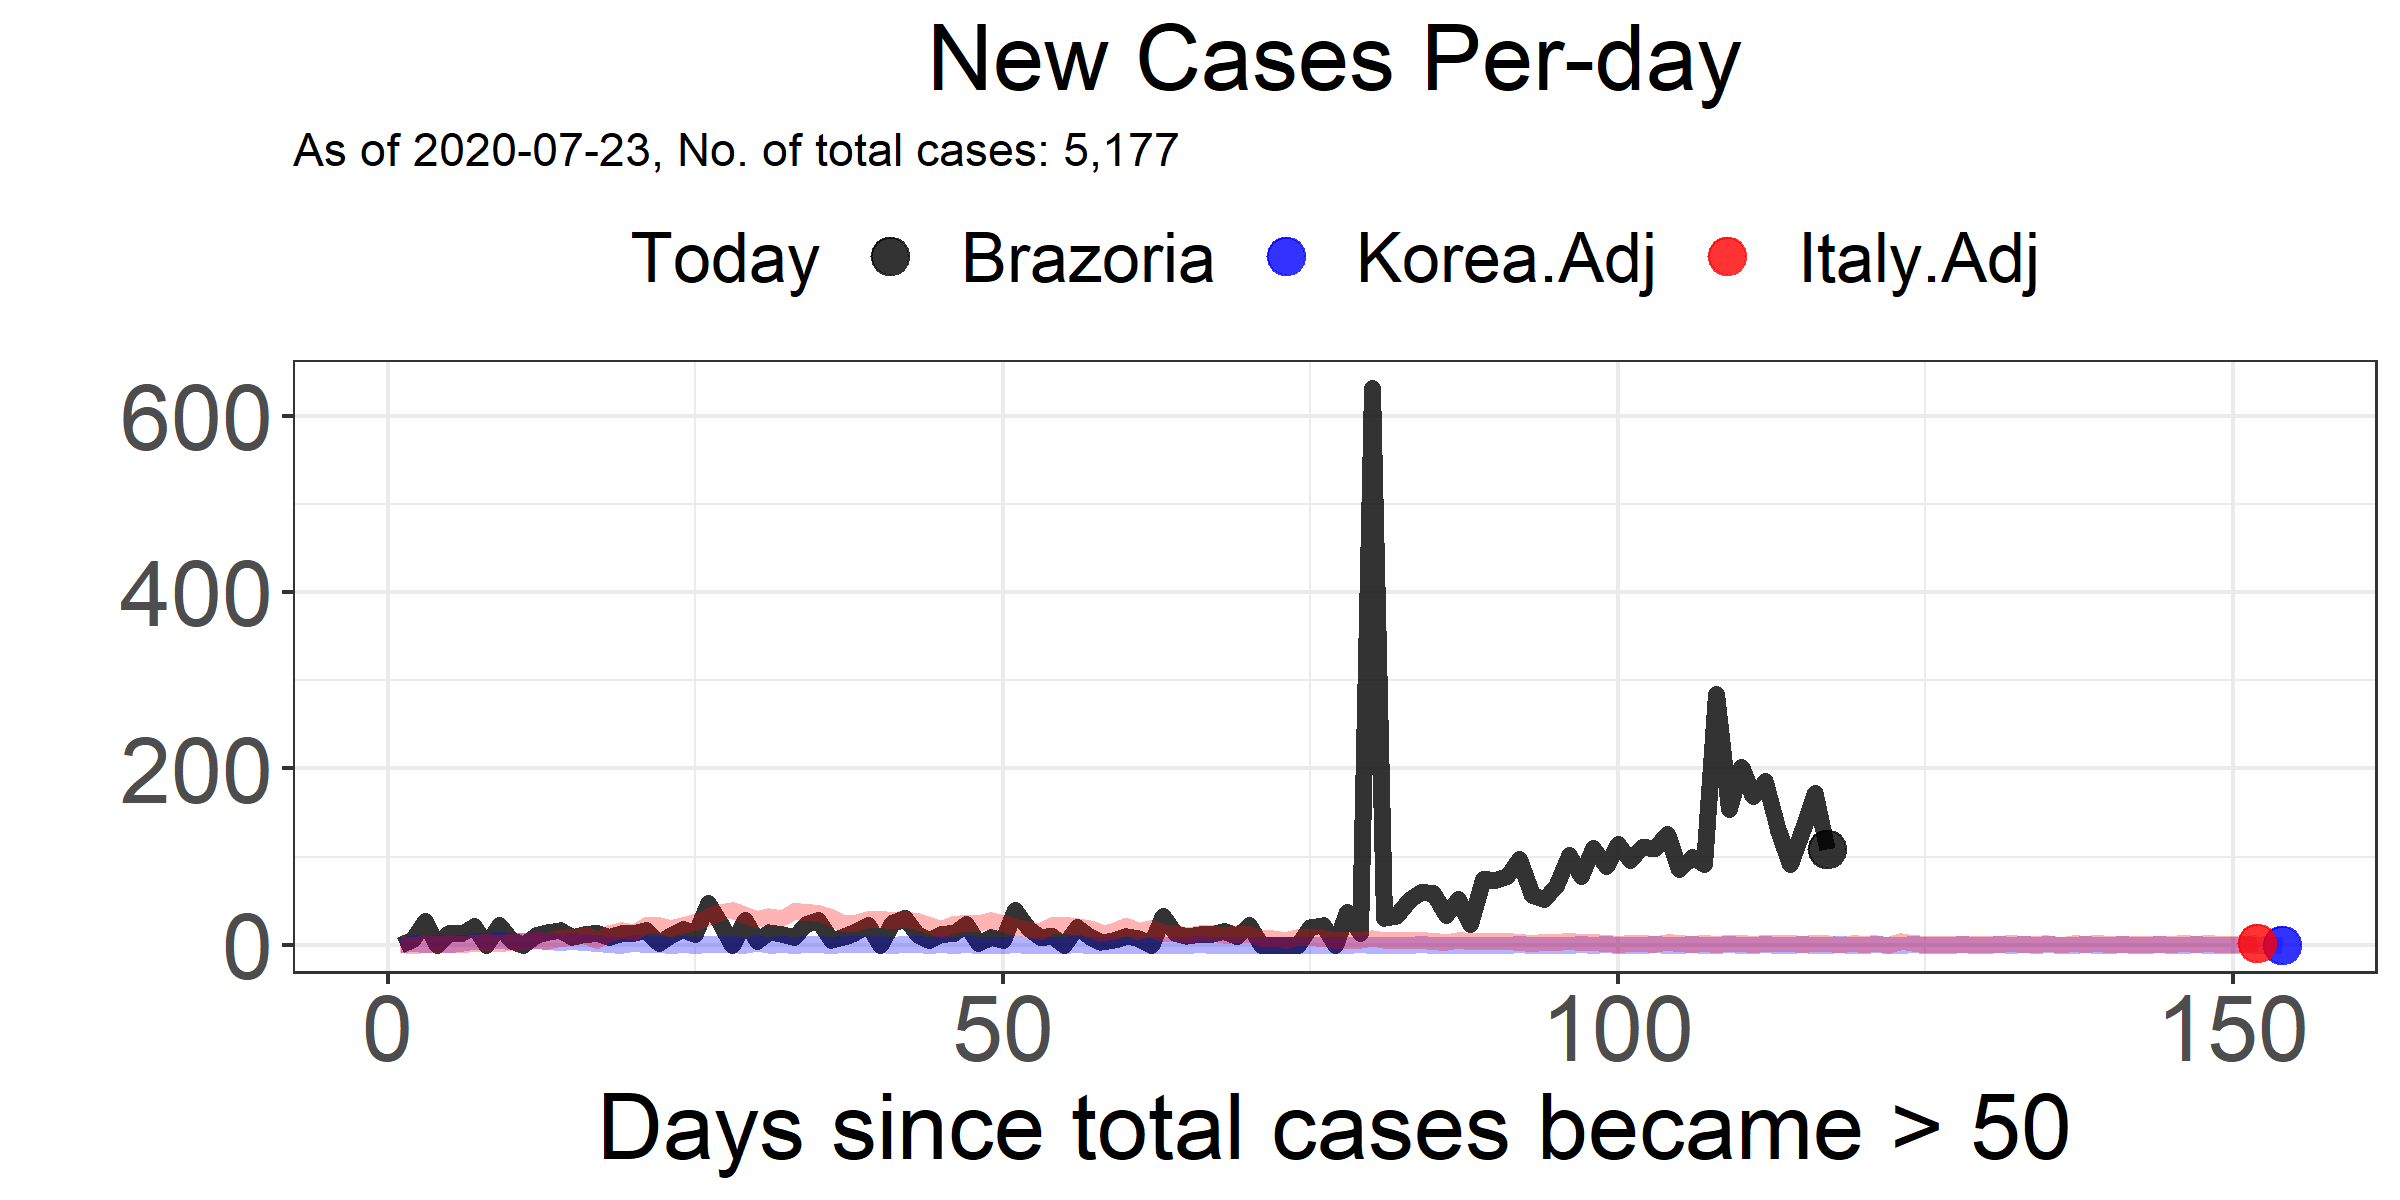 New Cases Per-day
As of 2020-07-23, No. of total cases: 5,177
Today Brazoria Korea.Adj Italy.Adj
600
400
200
0
0 50 100 150
Days since total cases became > 50